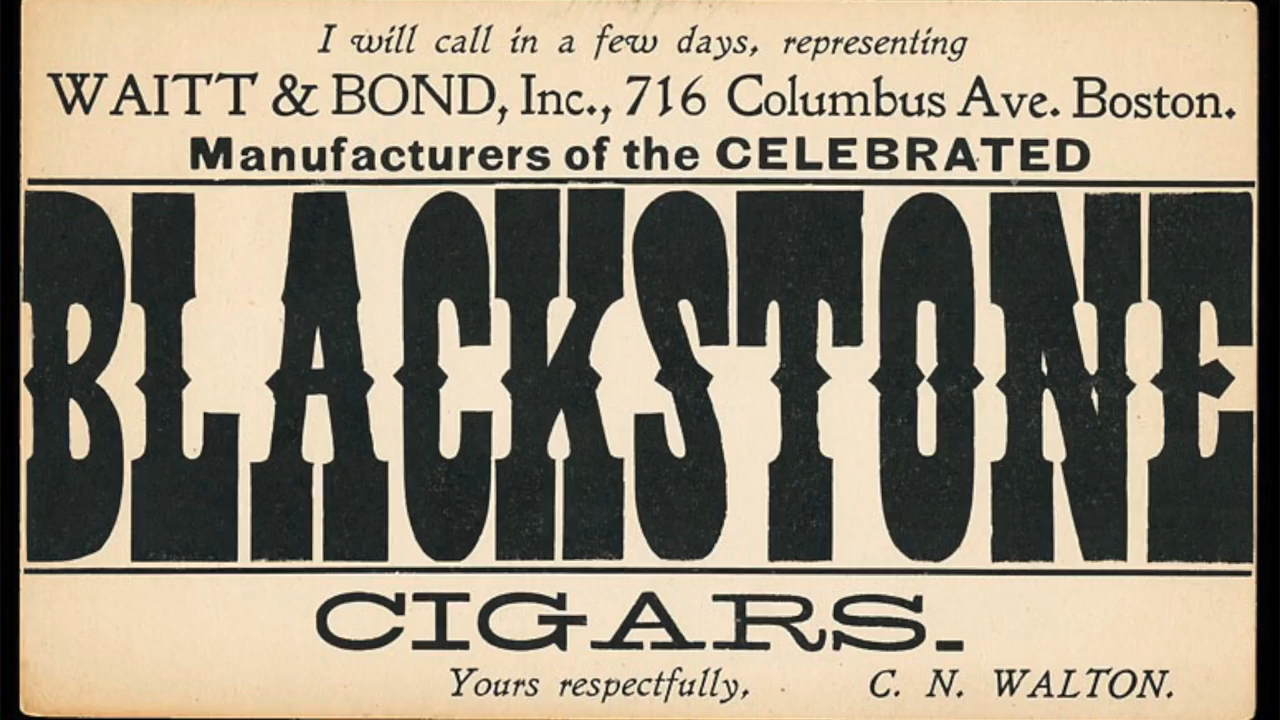 I will call in a few days, representing
WAITT & BOND, Inc., 716 Columbus Ave. Boston.
Manufacturers of the CELEBRATED
BLACKSTONE
CIGARS.
Yours respectfully, C. N. WALTON.